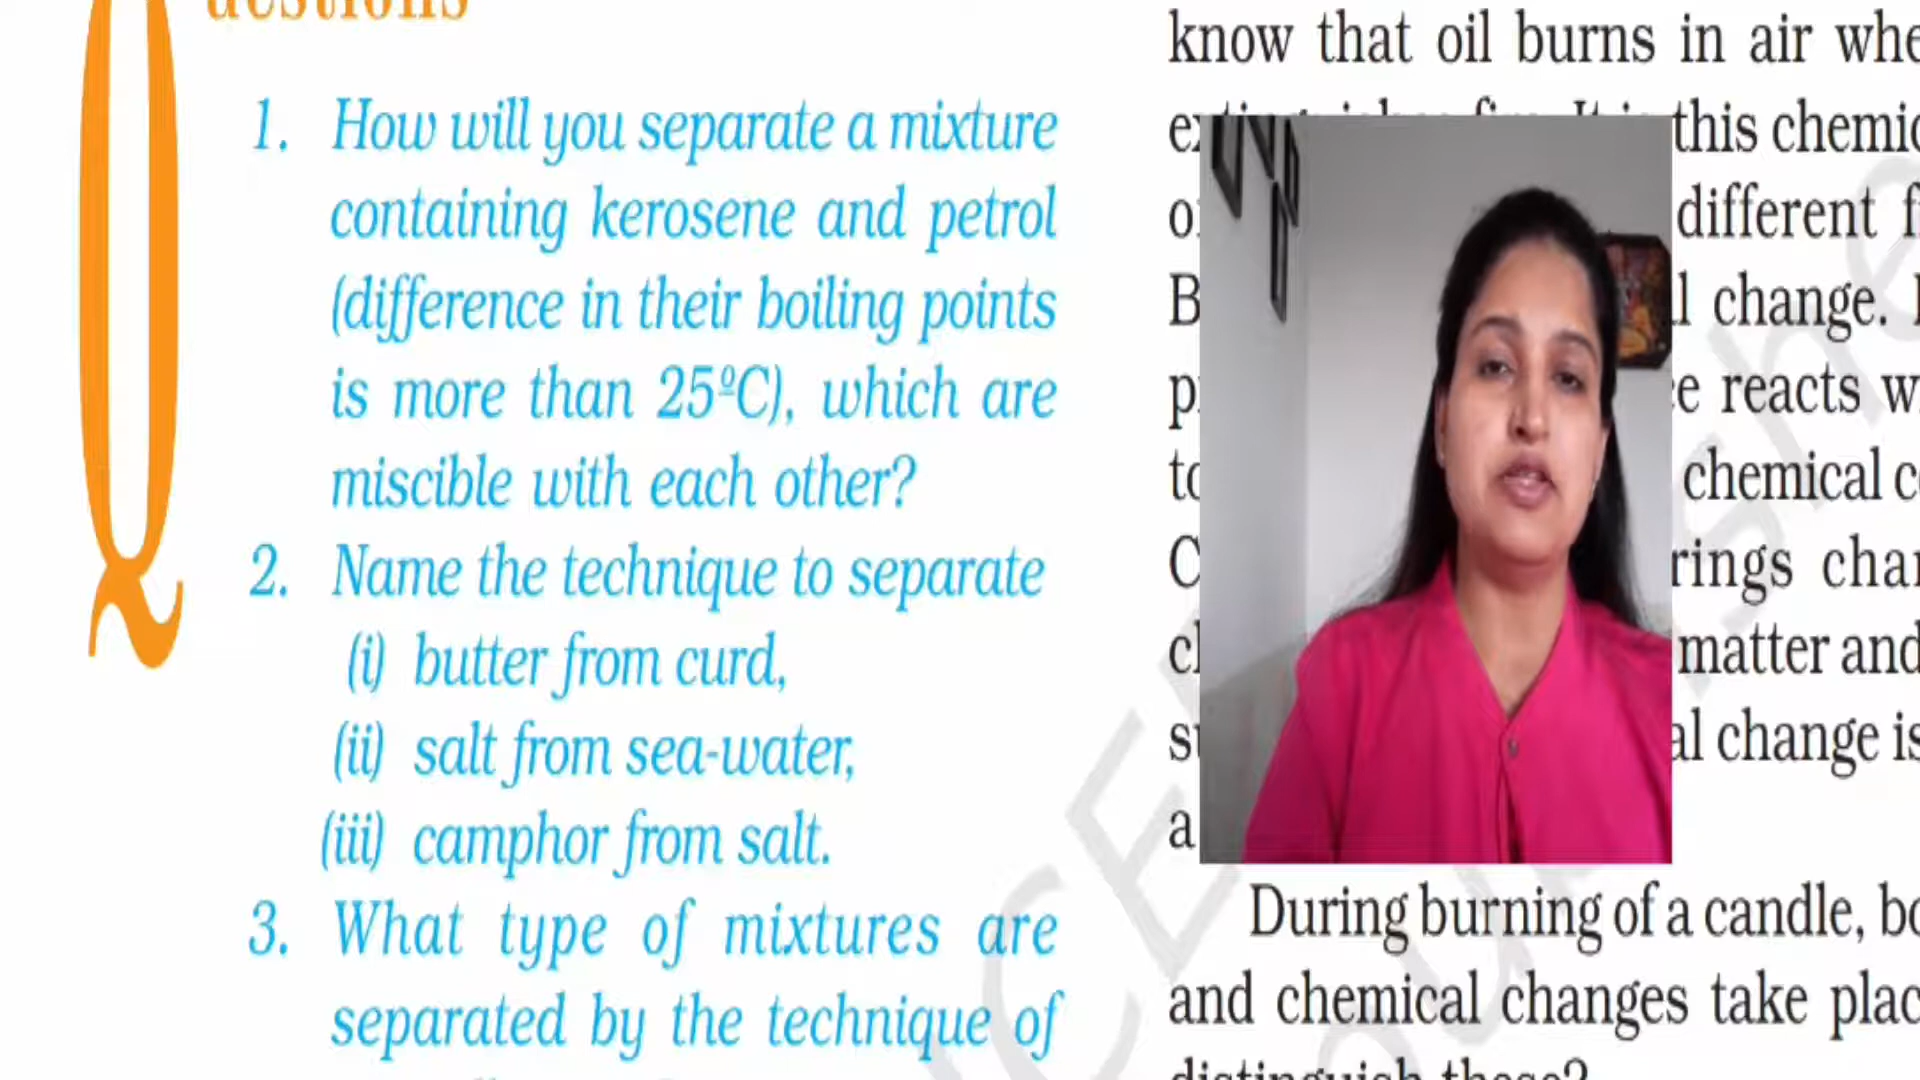 uestions
1. How will you separate a mixture
containing kerosene and petrol
(difference in their boiling points
is more than 25ºC), which are
miscible with each other?
2. Name the technique to separate
(i) butter from curd,
(ii) salt from sea-water,
(iii) camphor from salt.
3. What type of mixtures are
separated by the technique of
know that oil burns in air whe
this chemic
different f
change.
reacts w
chemical c
rings chan
matter and
al change is
a
During burning of a candle, bo
and chemical changes take plac
distinguish these?